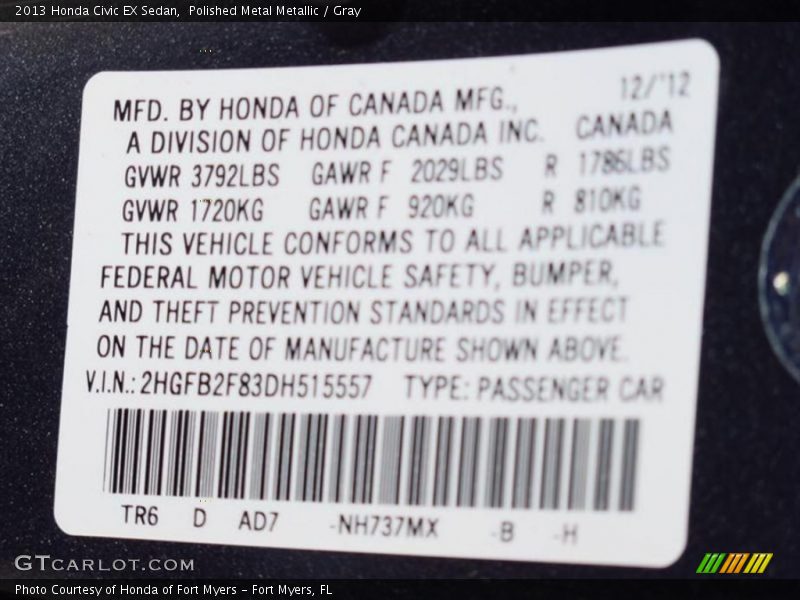 2013 Honda Civic EX Sedan, Polished Metal Metallic / Gray
12/'12
MFD. BY HONDA OF CANADA MFG.,
A DIVISION OF HONDA CANADA INC. CANADA
GVWR 3792LBS GAWR F 2029LBS R 1786LBS
GVWR 1720KG GAWR F 920KG R 810KG
THIS VEHICLE CONFORMS TO ALL APPLICABLE
FEDERAL MOTOR VEHICLE SAFETY, BUMPER,
AND THEFT PREVENTION STANDARDS IN EFFECT
ON THE DATE OF MANUFACTURE SHOWN ABOVE.
V.I.N.: 2HGFB2F83DH515557 TYPE: PASSENGER CAR
TR6 D AD7 -NH737MX -B -H
GTCARLOT.COM
Photo Courtesy of Honda of Fort Myers - Fort Myers, FL